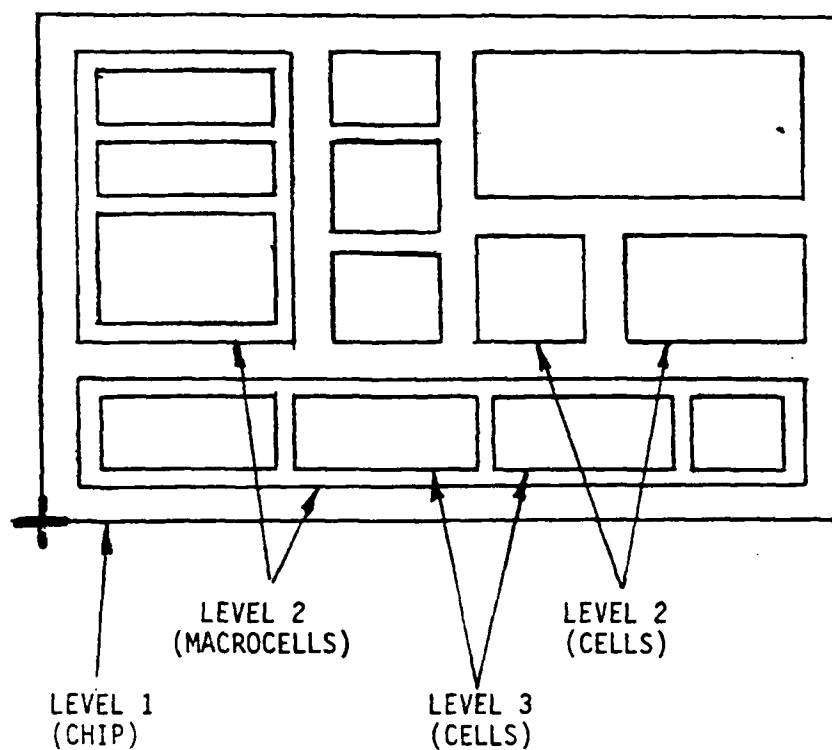 LEVEL 2
(MACROCELLS)
LEVEL 2
(CELLS)
LEVEL 1
(CHIP)
LEVEL 3
(CELLS)